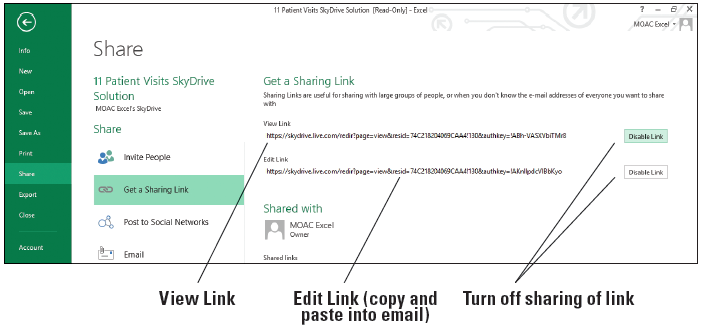 11 Patient Visits SkyDrive Solution [Read-Only] - Excel
?
MOAC Excel
Info
New
Open
Save
Save As
Print
Share
Export
Close
Account
Share
11 Patient Visits SkyDrive
Solution
MOAC Excel's SkyDrive
Share
Invite People
Get a Sharing Link
Post to Social Networks
Email
Get a Sharing Link
Sharing Links are useful for sharing with large groups of people, or when you don't know the e-mail addresses of everyone you want to share
with
View Link
https://skydrive.live.com/redir?page=view&resid=74C218204069CAA4!130&authkey=!ABh-VASXVbiTMr8
Disable Link
Edit Link
https://skydrive.live.com/redir?page=view&resid=74C218204069CAA4!130&authkey=!AKnIlpdcVIBbKyo
Disable Link
Shared with
MOAC Excel
Owner
Shared links
View Link
Edit Link (copy and
paste into email)
Turn off sharing of link